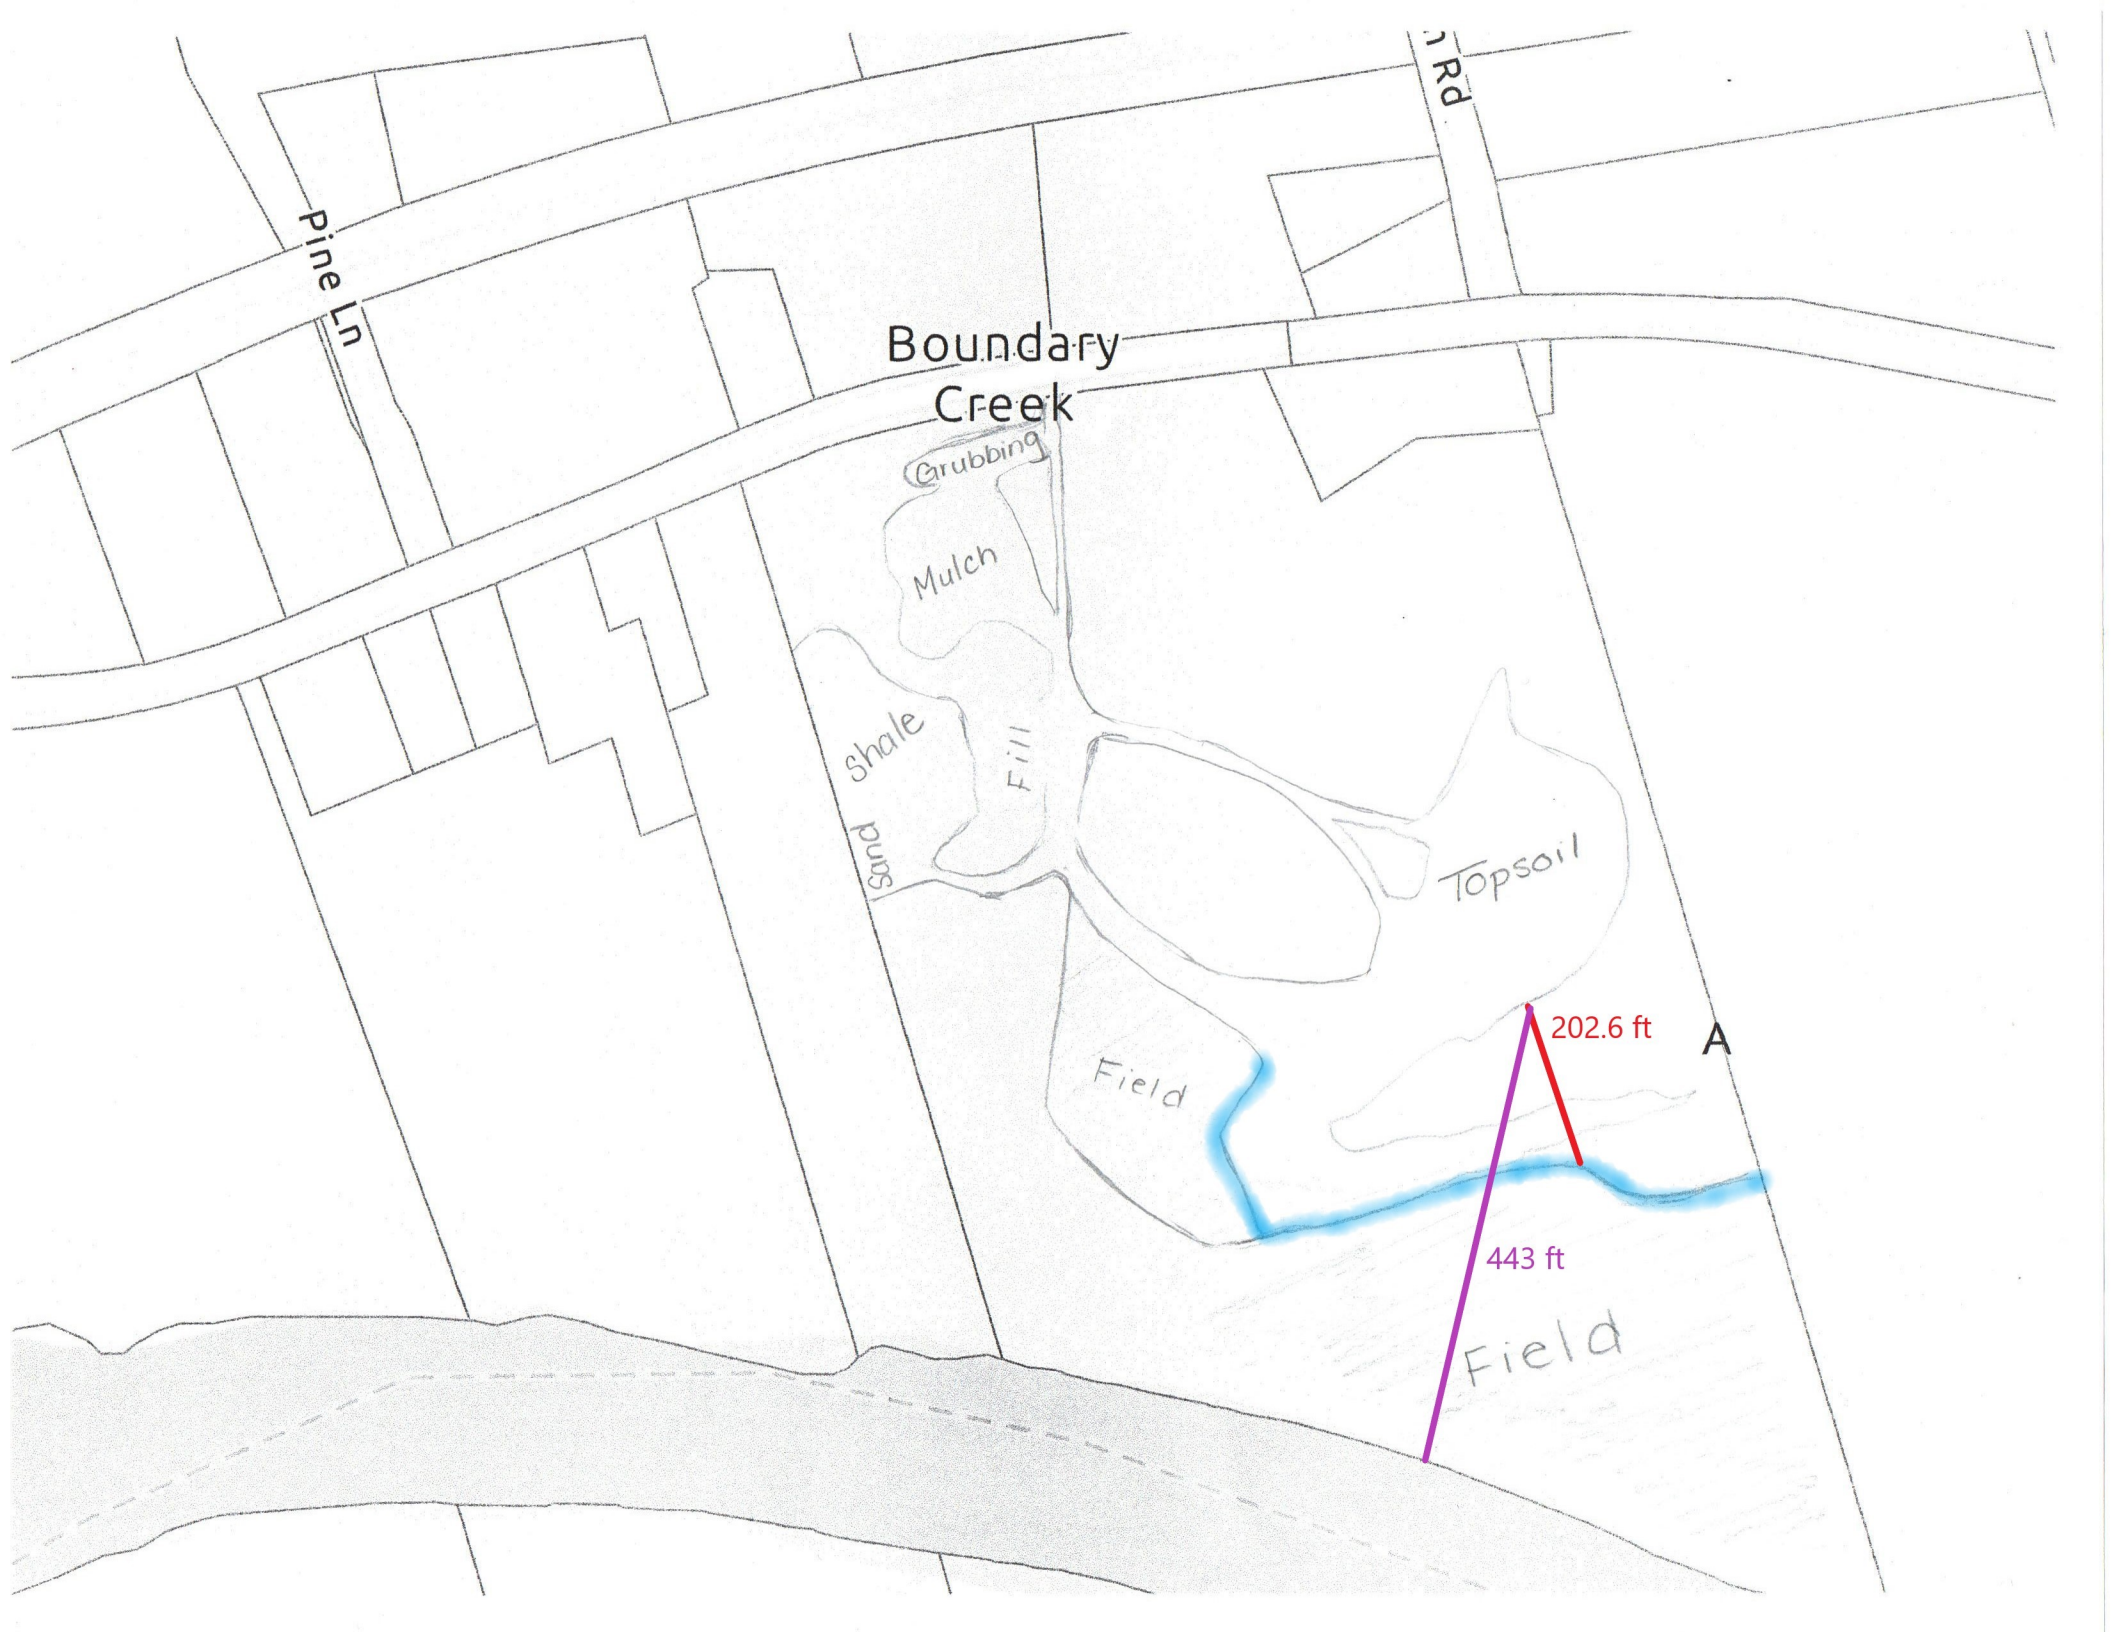 n Rd
Pine Ln
Boundary
Creek
Grubbing
Mulch
Shale
Fill
Sand
Topsoil
202.6 ft
A
Field
443 ft
Field